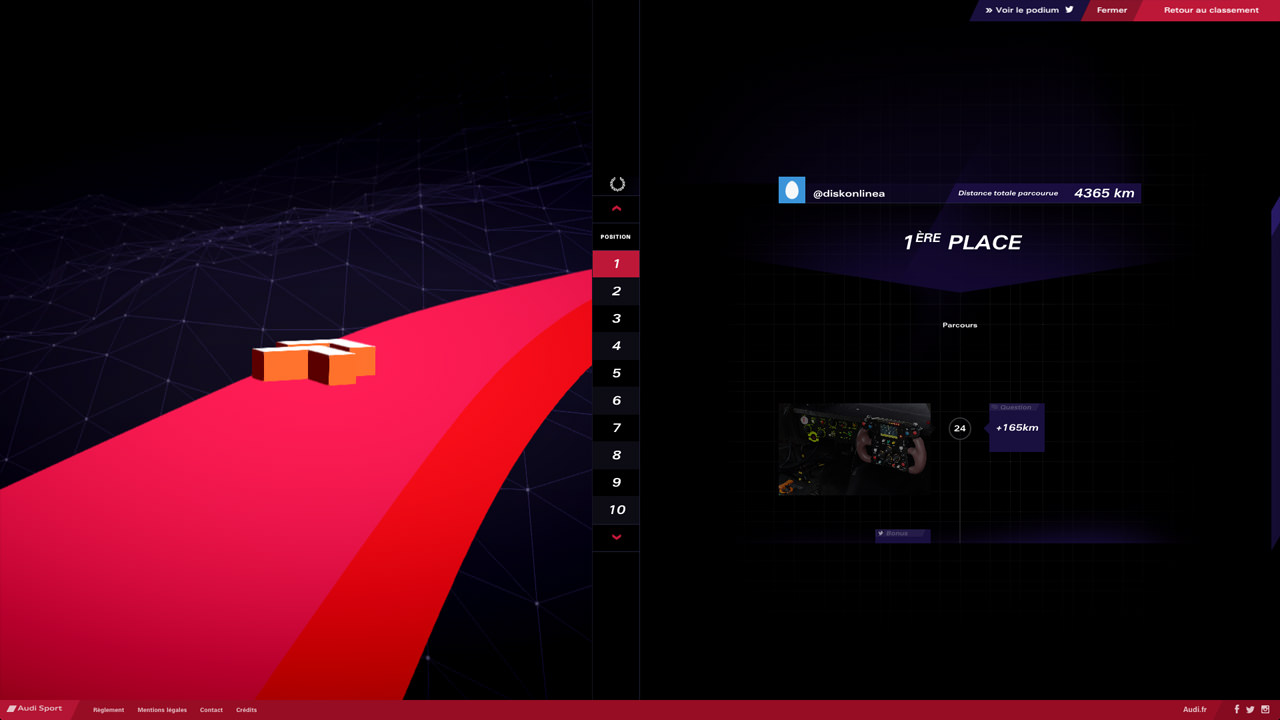 Voir le podium
Fermer
Retour au classement
@diskonlinea
Distance totale parcourue
4365 km
1ÈRE PLACE
POSITION
1
2
3
4
5
6
7
8
9
10
Parcours
24
Question
+165km
Bonus
Audi Sport
Règlement
Mentions légales
Contact
Crédits
Audi.fr